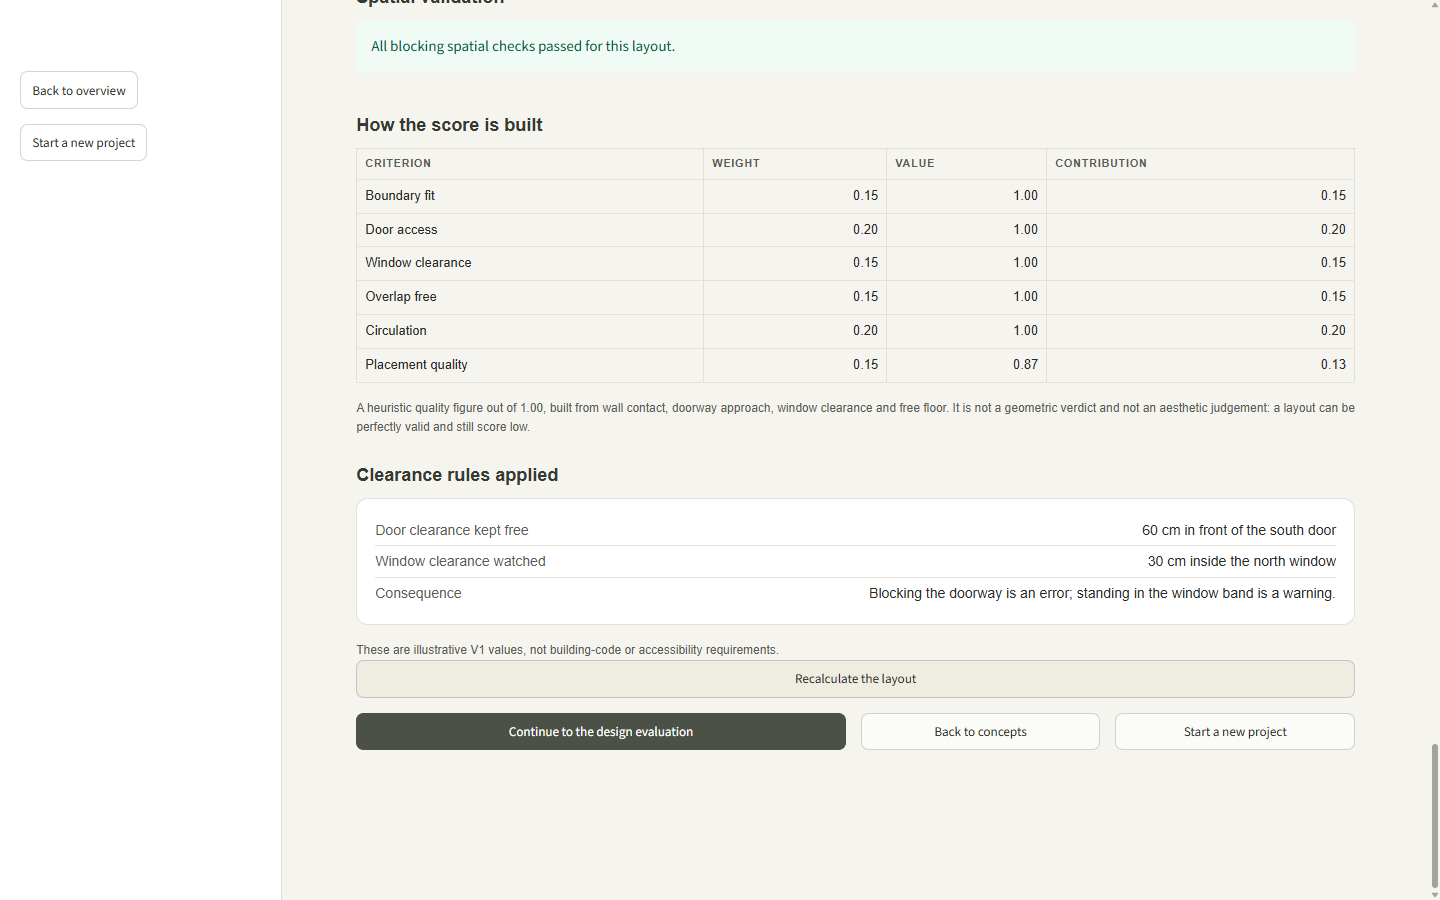 Spatial validation
Back to overview
Start a new project
All blocking spatial checks passed for this layout.
How the score is built
CRITERION WEIGHT VALUE CONTRIBUTION
Boundary fit 0.15 1.00 0.15
Door access 0.20 1.00 0.20
Window clearance 0.15 1.00 0.15
Overlap free 0.15 1.00 0.15
Circulation 0.20 1.00 0.20
Placement quality 0.15 0.87 0.13
A heuristic quality figure out of 1.00, built from wall contact, doorway approach, window clearance and free floor. It is not a geometric verdict and not an aesthetic judgement: a layout can be
perfectly valid and still score low.
Clearance rules applied
Door clearance kept free 60 cm in front of the south door
Window clearance watched 30 cm inside the north window
Consequence Blocking the doorway is an error; standing in the window band is a warning.
These are illustrative V1 values, not building-code or accessibility requirements.
Recalculate the layout
Continue to the design evaluation Back to concepts Start a new project